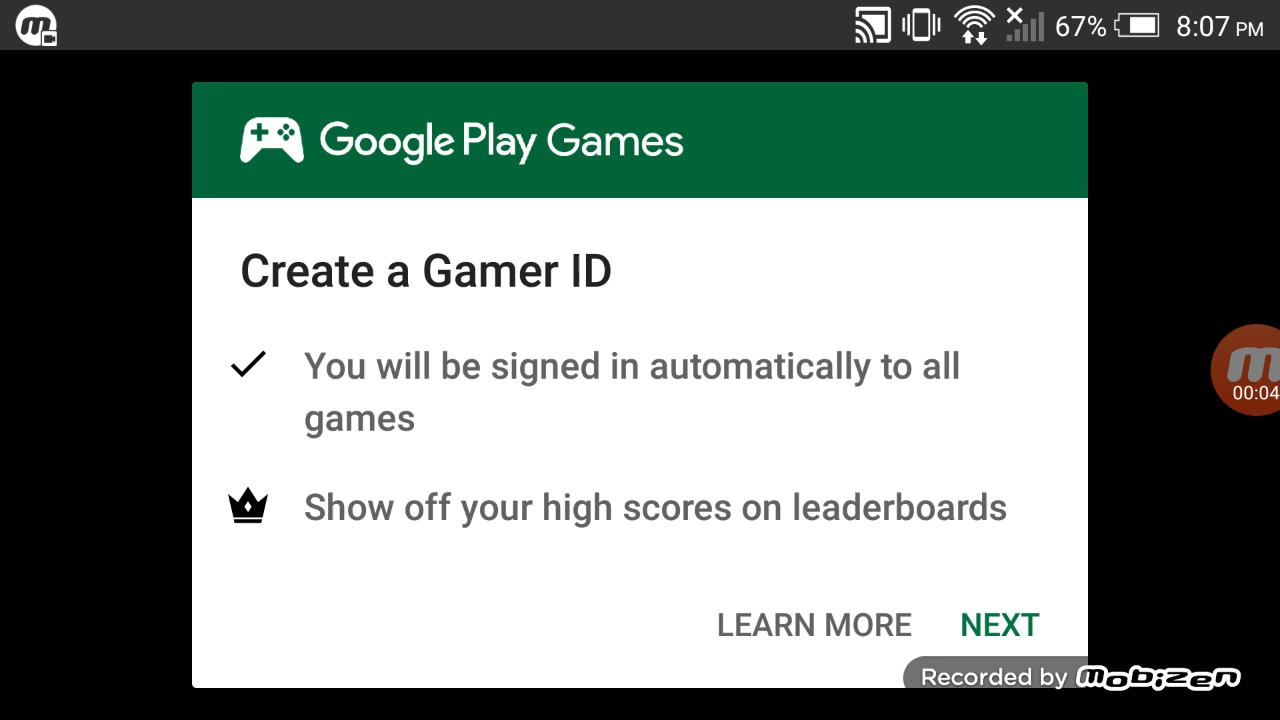 m
67% 8:07 PM
Google Play Games
Create a Gamer ID
You will be signed in automatically to all
games
m
00:04
Show off your high scores on leaderboards
LEARN MORE NEXT
Recorded by mobizen